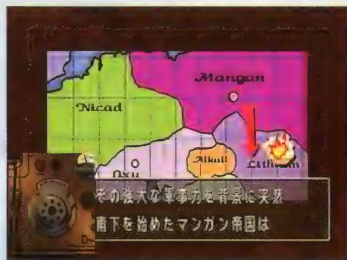 Mangan
Nicad
Alkali
Lithium
Oxy
その強大な軍事力を背景に突然
南下を始めたマンガン帝国は